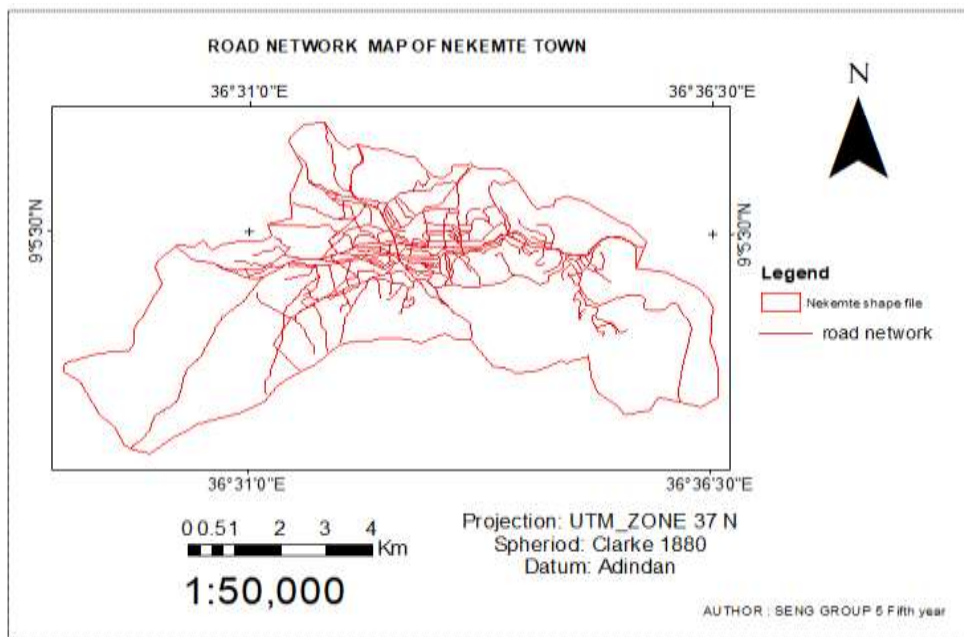 ROAD NETWORK MAP OF NEKEMTE TOWN
N
36°31'0"E 36°36'30"E
9°5'30"N 9°5'30"N
Legend
Nekemte shape file
road network
36°31'0"E 36°36'30"E
0 0.5 1 2 3 4
Km
1:50,000
Projection: UTM_ZONE 37 N
Spheriod: Clarke 1880
Datum: Adindan
AUTHOR : SENG GROUP 5 Fifth year